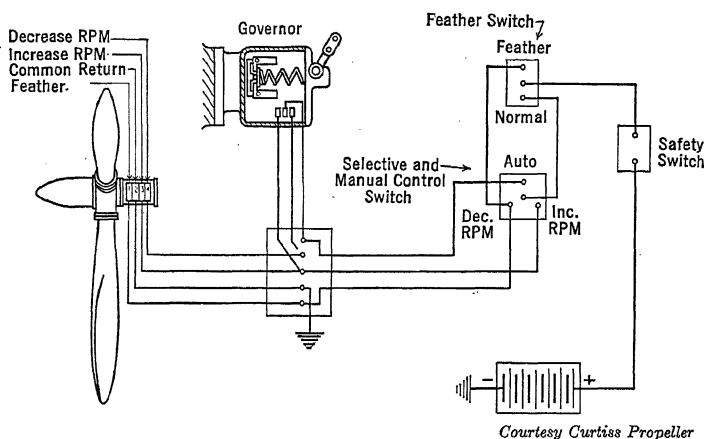 Decrease RPM
Increase RPM
Common Return
Feather
Governor
Feather Switch
Feather
Normal
Safety
Switch
Selective and
Manual Control
Switch
Auto
Dec.
RPM
Inc.
RPM
- +
Courtesy Curtiss Propeller